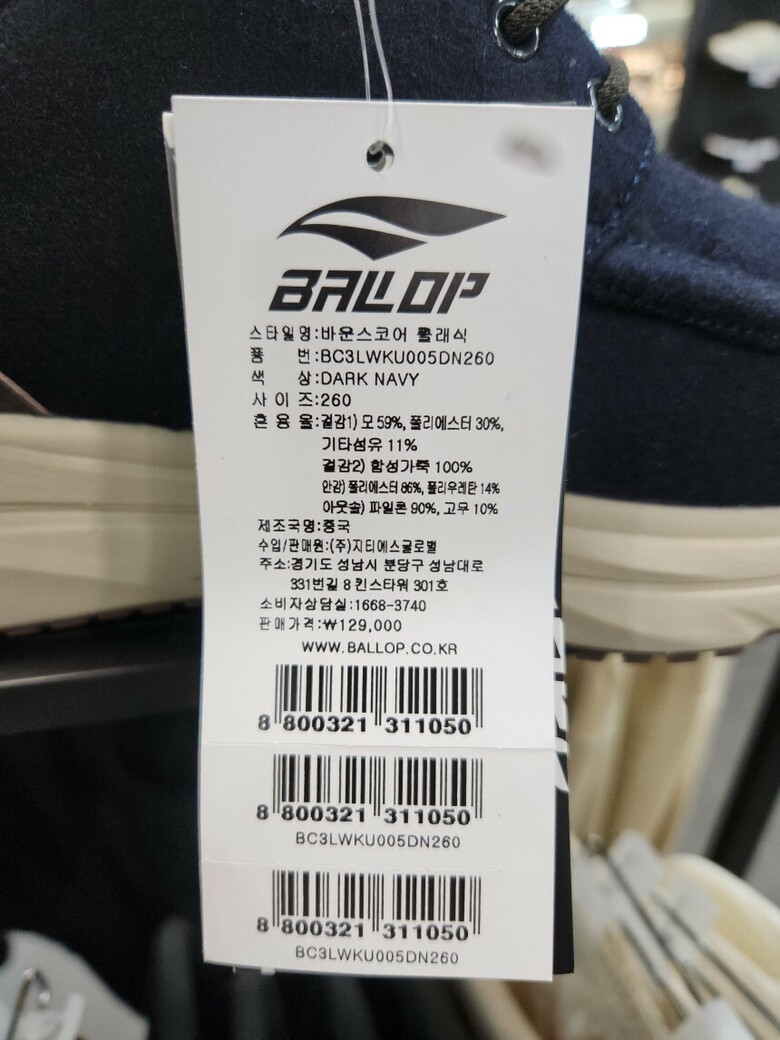 BALLOP
스타일명:바운스코어 클래식
품 번:BC3LWKU005DN260
색 상:DARK NAVY
사 이 즈:260
혼 용 율:겉감1) 모 59%, 폴리에스터 30%,
기타섬유 11%
겉감2) 합성가죽 100%
안감) 폴리에스터 86%, 폴리우레탄 14%
아웃솔) 파일론 90%, 고무 10%
제조국명:중국
수입/판매원:(주)지티에스글로벌
주소:경기도 성남시 분당구 성남대로
331번길 8 킨스타워 301호
소비자상담실:1668-3740
판매가격:₩129,000
WWW.BALLOP.CO.KR
8 800321 311050
8 800321 311050
BC3LWKU005DN260
8 800321 311050
BC3LWKU005DN260